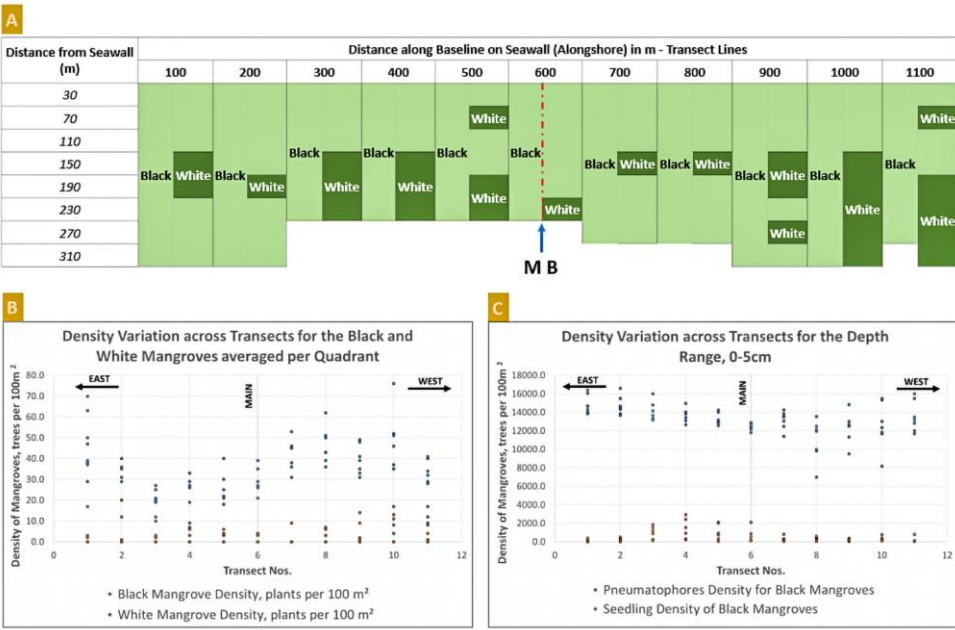 A
Distance from Seawall (m)
Distance along Baseline on Seawall (Alongshore) in m - Transect Lines
100 200 300 400 500 600 700 800 900 1000 1100
30
70 White White
110
150 Black Black Black Black White Black White
Black White Black White Black White Black White Black Black
190 White White White White White
230 White White White
270 White
310
M B
B
Density Variation across Transects for the Black and
White Mangroves averaged per Quadrant
Density of Mangroves, trees per 100m ²
80.0
70.0
60.0
50.0
40.0
30.0
20.0
10.0
0.0
EAST
MAIN
WEST
0 2 4 6 8 10 12
Transect Nos.
• Black Mangrove Density, plants per 100 m²
• White Mangrove Density, plants per 100 m²
C
Density Variation across Transects for the Depth
Range, 0-5cm
Density of Mangroves, trees per 100m ²
18000.0
16000.0
14000.0
12000.0
10000.0
8000.0
6000.0
4000.0
2000.0
0.0
EAST
MAIN
WEST
0 2 4 6 8 10 12
Transect Nos.
• Pneumatophores Density for Black Mangroves
• Seedling Density of Black Mangroves